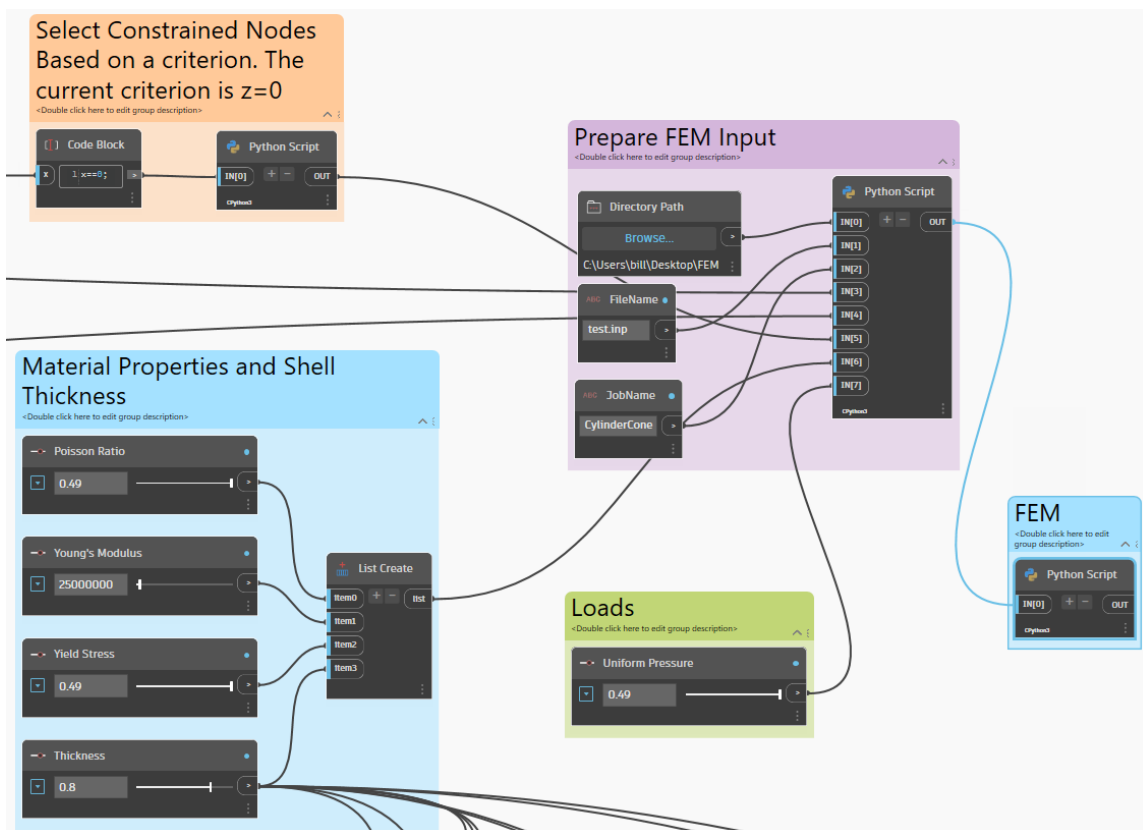 Select Constrained Nodes
Based on a criterion. The
current criterion is z=0
<Double click here to edit group description>
Code Block
x
1 x==0;
>
Python Script
IN[0]
+ -
OUT
CPython3
Prepare FEM Input
<Double click here to edit group description>
Directory Path
Browse...
>
C:\Users\bill\Desktop\FEM
ABC FileName
test.inp
>
ABC JobName
CylinderCone
>
Python Script
IN[0]
+ -
OUT
IN[1]
IN[2]
IN[3]
IN[4]
IN[5]
IN[6]
IN[7]
CPython3
Material Properties and Shell
Thickness
<Double click here to edit group description>
Poisson Ratio
0.49
>
Young's Modulus
25000000
>
Yield Stress
0.49
>
Thickness
0.8
>
List Create
item0
+ -
list
item1
item2
item3
Loads
<Double click here to edit group description>
Uniform Pressure
0.49
>
FEM
<Double click here to edit
group description>
Python Script
IN[0]
+ -
OUT
CPython3